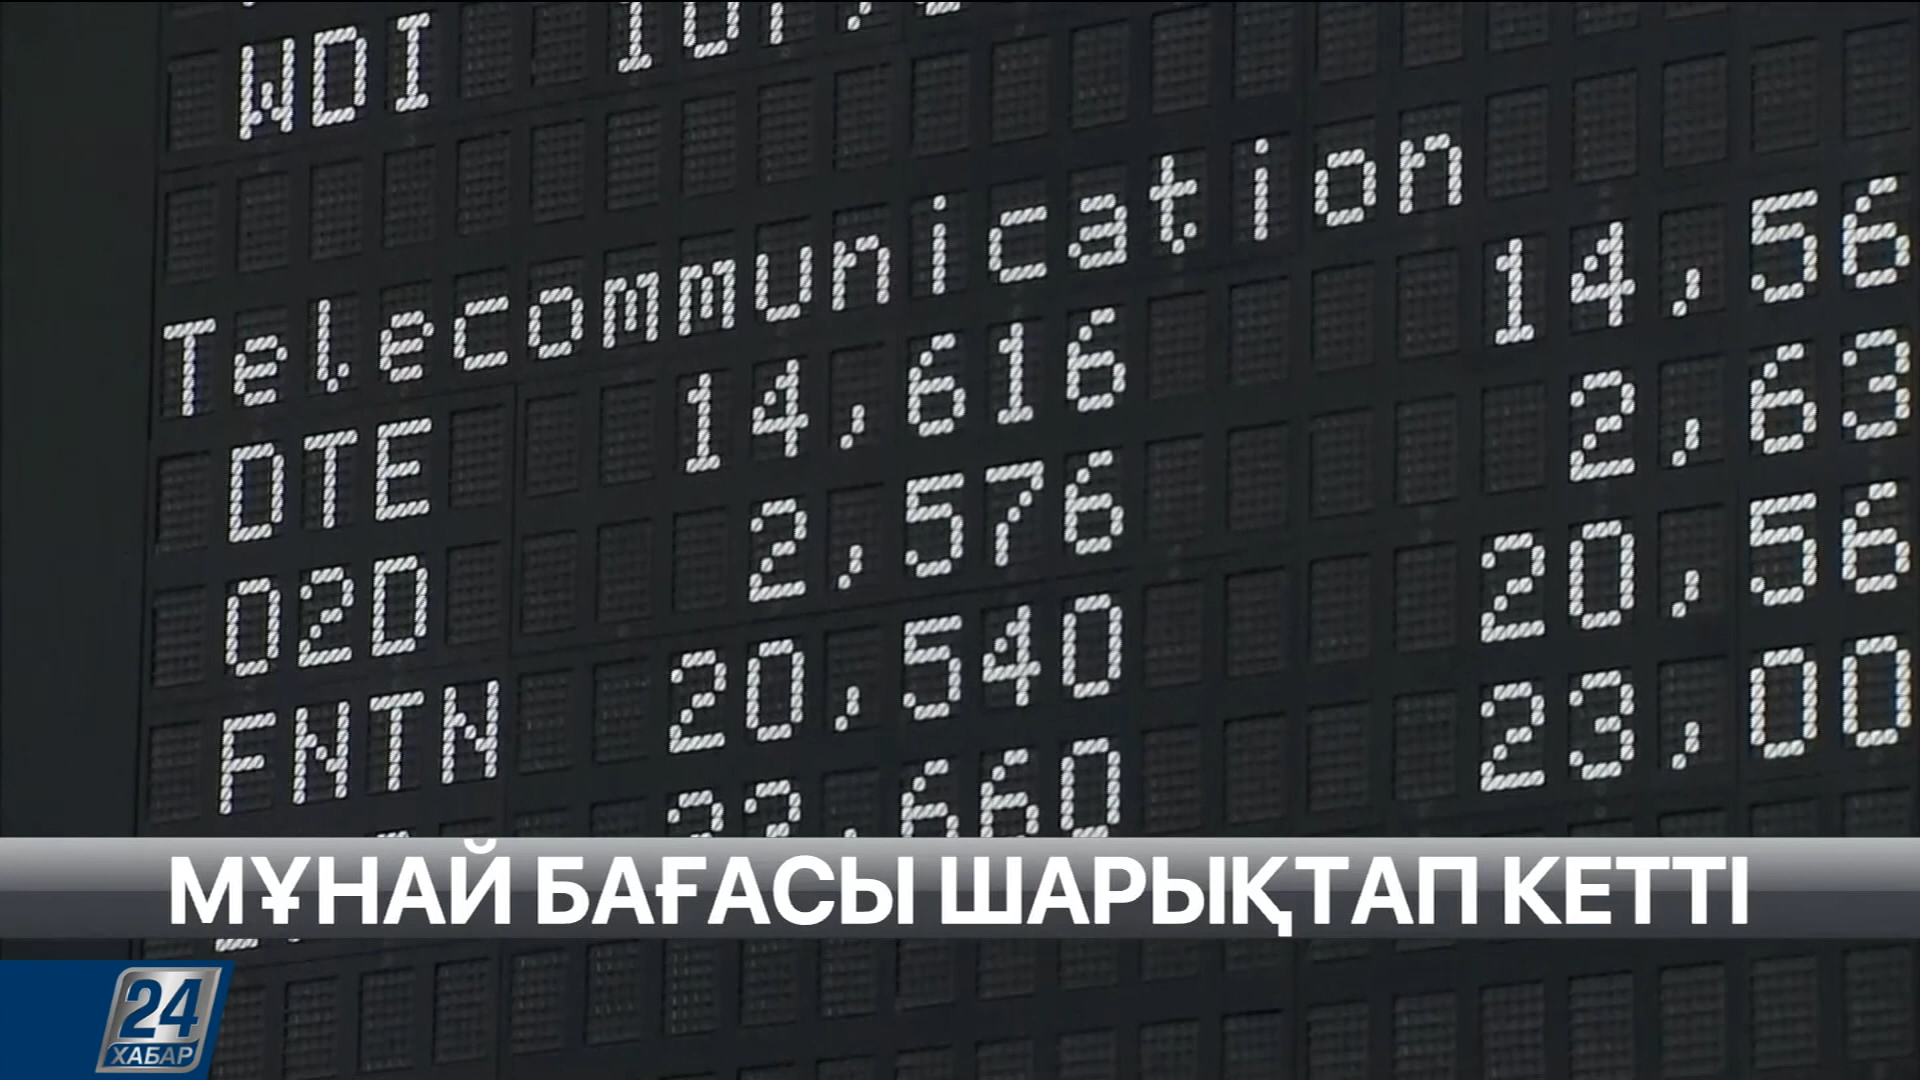 WDI
Telecommunication
DTE 14,616 14,56
O2D 2,576 2,63
FNTN 20,540 20,56
660 23,00
МҰНАЙ БАҒАСЫ ШАРЫҚТАП КЕТТІ
24
ХАБАР